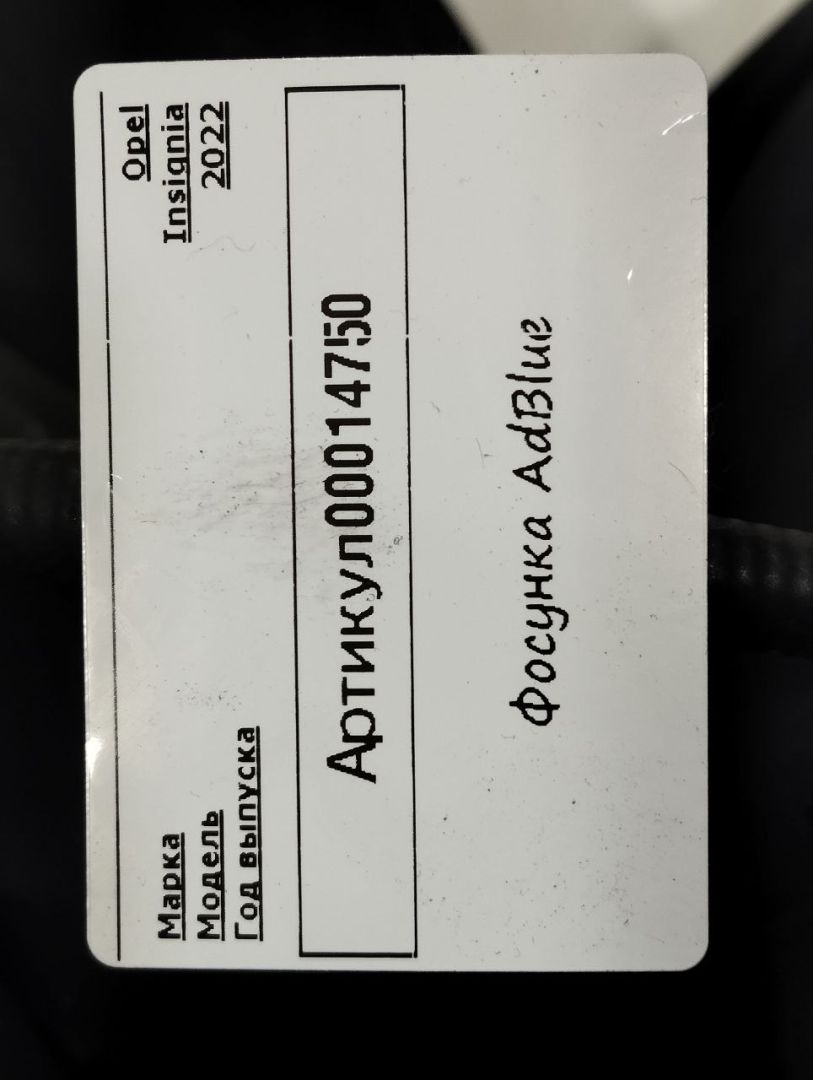 Марка Opel
Модель Insignia
Год выпуска 2022
Артикул00014750
Фосунка AdBlue